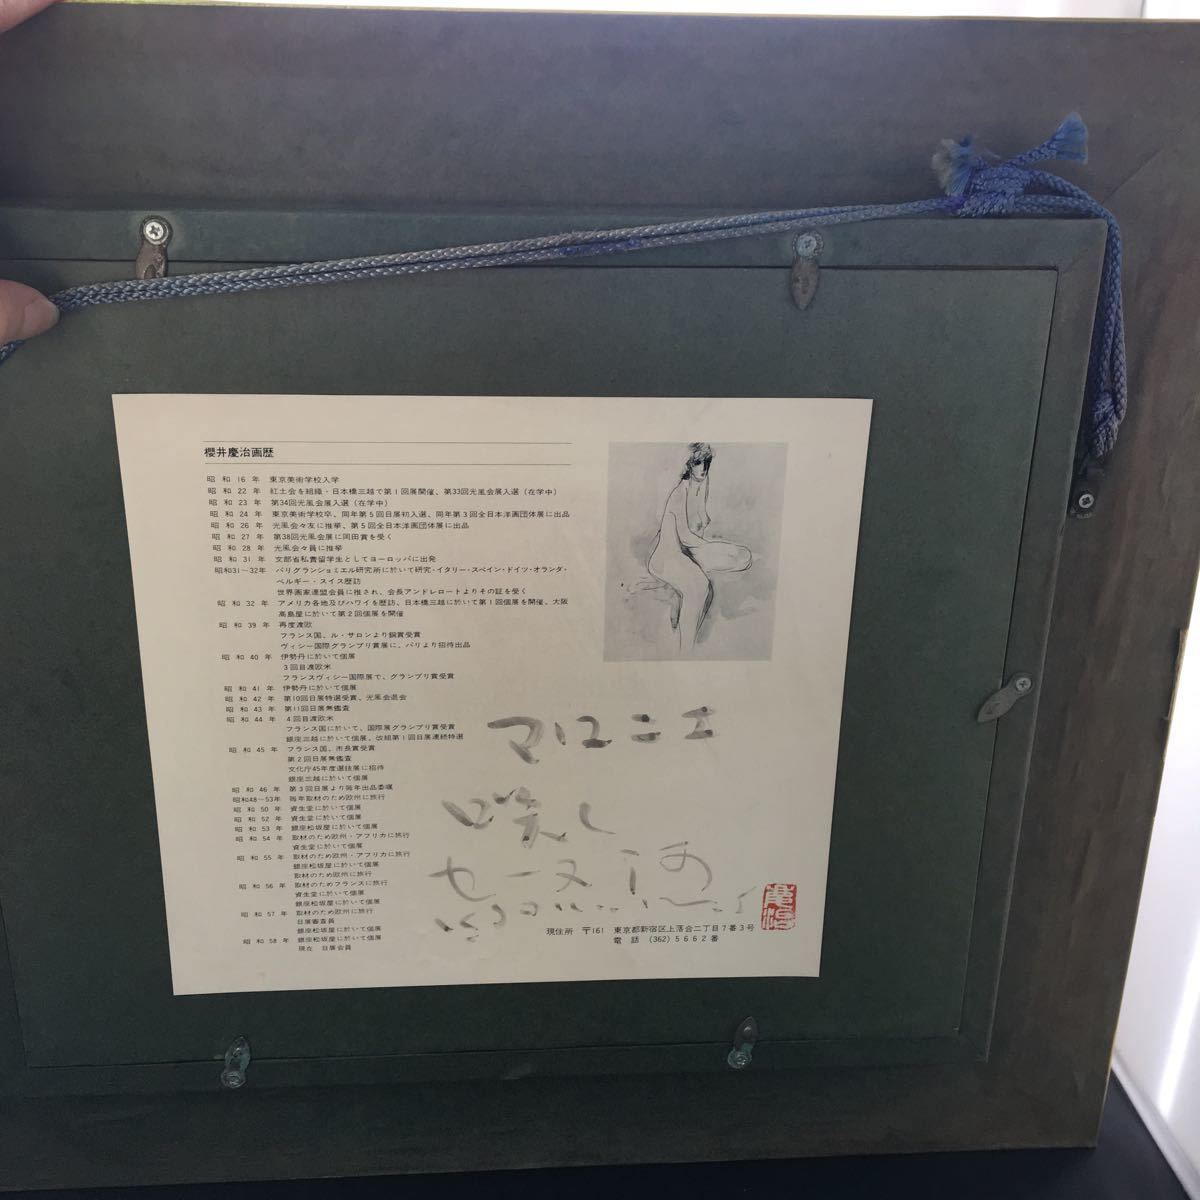 櫻井慶治画歴
昭和16年 東京美術学校入学
昭和22年 紅土会を組織・日本橋三越で第1回展開催、第33回光風会展入選(在学中)
昭和23年 第34回光風会展入選(在学中)
昭和24年 東京美術学校卒、同年第5回日展初入選、同年第3回全日本洋画団体展に出品
昭和26年 光風会々友に推挙、第5回全日本洋画団体展に出品
昭和27年 第38回光風会展に岡田賞を受く
昭和28年 光風会々員に推挙
昭和31年 文部省私費留学生としてヨーロッパに出発
昭和31〜32年 パリグランショミエル研究所に於いて研究・イタリー・スペイン・ドイツ・オランダ・
ベルギー・スイス歴訪
世界画家連盟会員に推され、会長アンドレロートよりその証を受く
昭和32年 アメリカ各地及びハワイを歴訪、日本橋三越に於いて第1回個展を開催、大阪
高島屋に於いて第2回個展を開催
昭和39年 再度渡欧
フランス国、ル・サロンより銅賞受賞
ヴィシー国際グランプリ賞展に、パリより招待出品
昭和40年 伊勢丹に於いて個展
3回目渡欧米
フランスヴィシー国際展で、グランプリ賞受賞
昭和41年 伊勢丹に於いて個展
昭和42年 第10回日展特選受賞、光風会退会
昭和43年 第11回日展無鑑査
昭和44年 4回目渡欧米
フランス国にいて、国際展グランプリ賞受賞
銀座三越に於いて個展、改組第1回日展連続特選
昭和45年 フランス国、市長賞受賞
第2回日展無鑑査
文化庁45年度選抜展に招待
銀座三越に於いて個展
昭和46年 第3回日展より毎年出品委嘱
昭和48〜53年 毎年取材のため欧州に旅行
昭和50年 資生堂に於いて個展
昭和52年 資生堂に於いて個展
昭和53年 銀座松坂屋に於いて個展
昭和54年 取材のため欧州・アフリカに旅行
資生堂に於いて個展
昭和55年 取材のため欧州・アフリカに旅行
銀座松坂屋に於いて個展
取材のため欧州に旅行
昭和56年 取材のためフランスに旅行
資生堂に於いて個展
銀座松坂屋に於いて個展
昭和57年 取材のため欧州に旅行
日展審査員
銀座松坂屋に於いて個展
昭和58年 銀座松坂屋に於いて個展
現在 日展会員
マロニエ
咲く
セーヌ河
現住所 〒161 東京都新宿区上落合二丁目7番3号
電話 (362)5662番